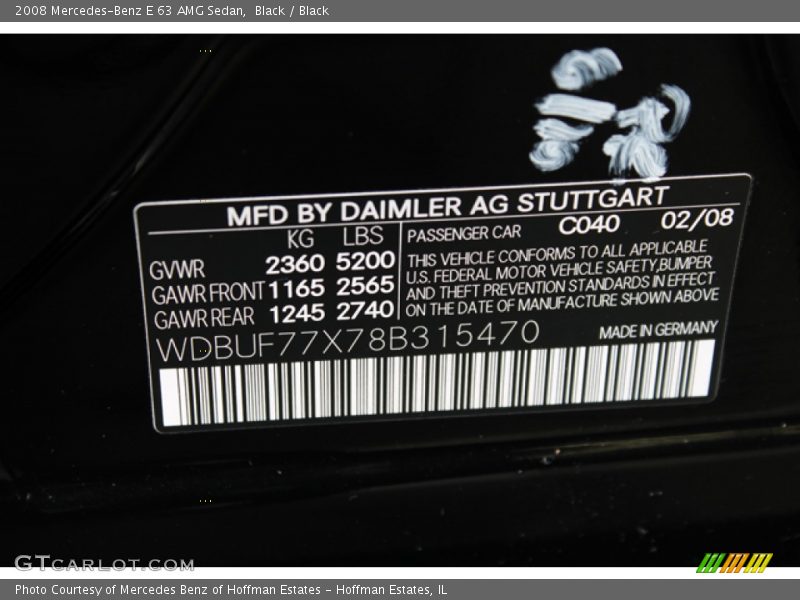 2008 Mercedes-Benz E 63 AMG Sedan,  Black / Black
MFD BY DAIMLER AG STUTTGART
KG LBS
GVWR 2360 5200
GAWR FRONT 1165 2565
GAWR REAR 1245 2740
PASSENGER CAR C040 02/08
THIS VEHICLE CONFORMS TO ALL APPLICABLE
U.S. FEDERAL MOTOR VEHICLE SAFETY,BUMPER
AND THEFT PREVENTION STANDARDS IN EFFECT
ON THE DATE OF MANUFACTURE SHOWN ABOVE
WDBUF77X78B315470
MADE IN GERMANY
GTCARLOT.COM
Photo Courtesy of Mercedes Benz of Hoffman Estates - Hoffman Estates, IL